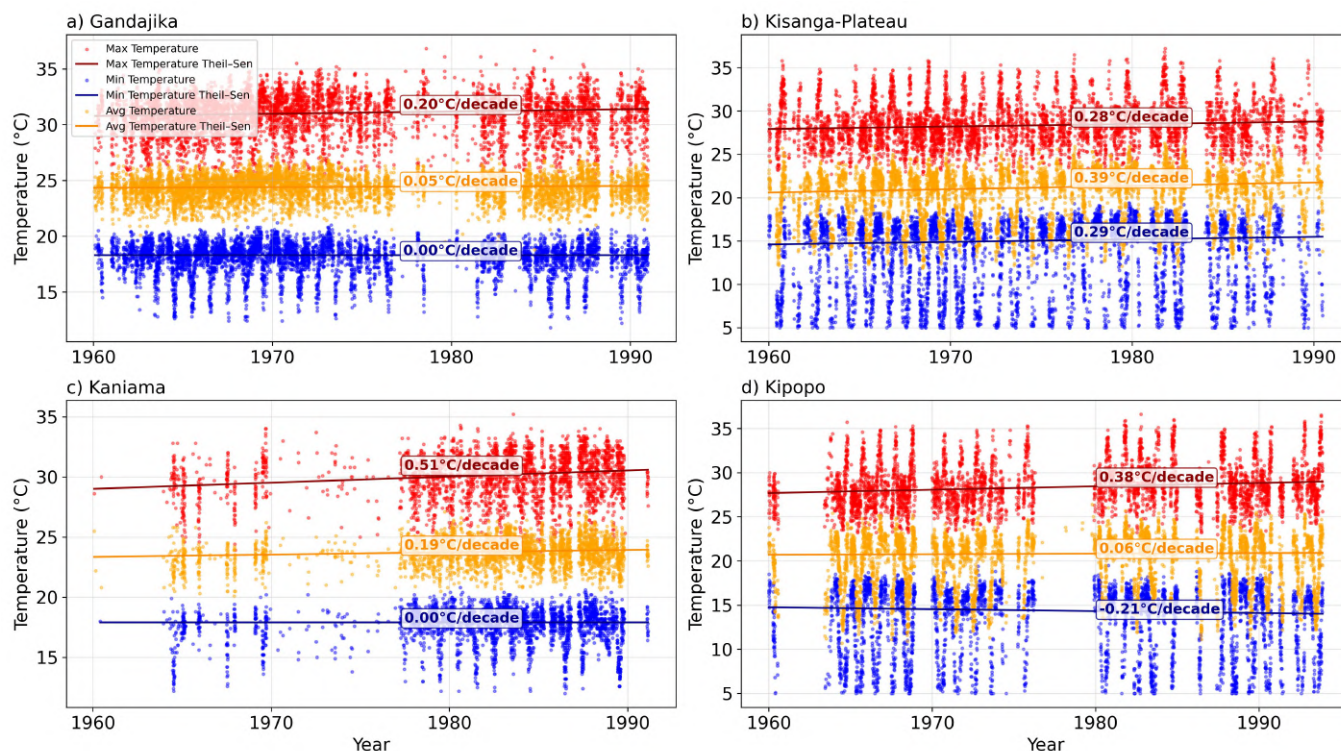 a) Gandajika
Max Temperature
Max Temperature Theil–Sen
Min Temperature
Min Temperature Theil–Sen
Avg Temperature
Avg Temperature Theil–Sen
0.20°C/decade
0.05°C/decade
0.00°C/decade
Temperature (°C)
35
30
25
20
15
1960
1970
1980
1990
b) Kisanga-Plateau
0.28°C/decade
0.39°C/decade
0.29°C/decade
Temperature (°C)
35
30
25
20
15
10
5
1960
1970
1980
1990
c) Kaniama
0.51°C/decade
0.19°C/decade
0.00°C/decade
Temperature (°C)
35
30
25
20
15
1960
1970
1980
1990
Year
d) Kipopo
0.38°C/decade
0.06°C/decade
-0.21°C/decade
Temperature (°C)
35
30
25
20
15
10
5
1960
1970
1980
1990
Year